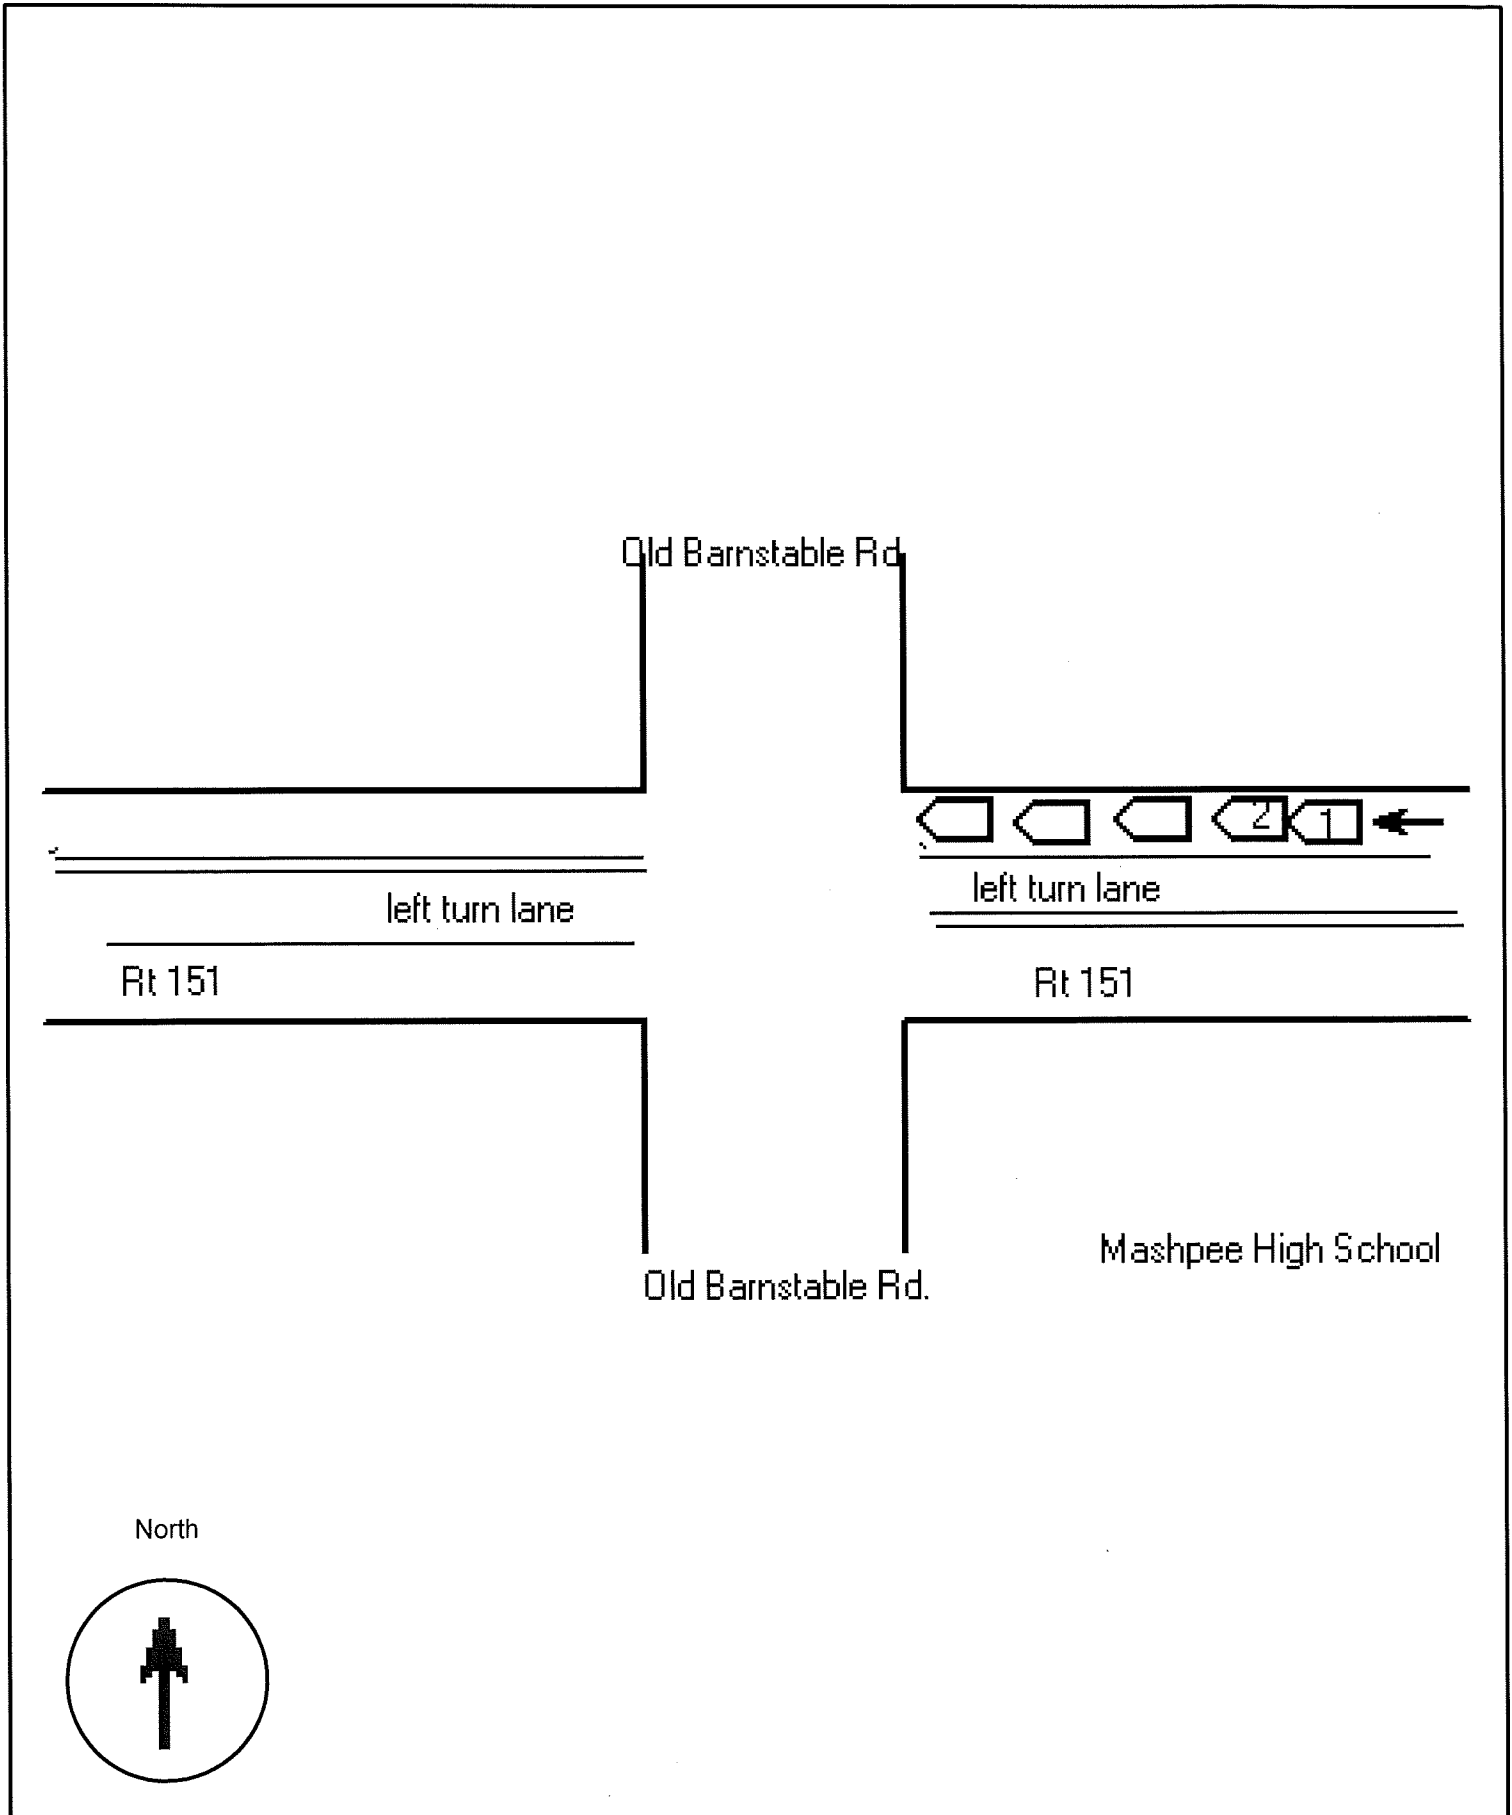 Old Barnstable Rd.
2
1
left turn lane
left turn lane
Rt 151
Rt 151
Mashpee High School
Old Barnstable Rd.
North